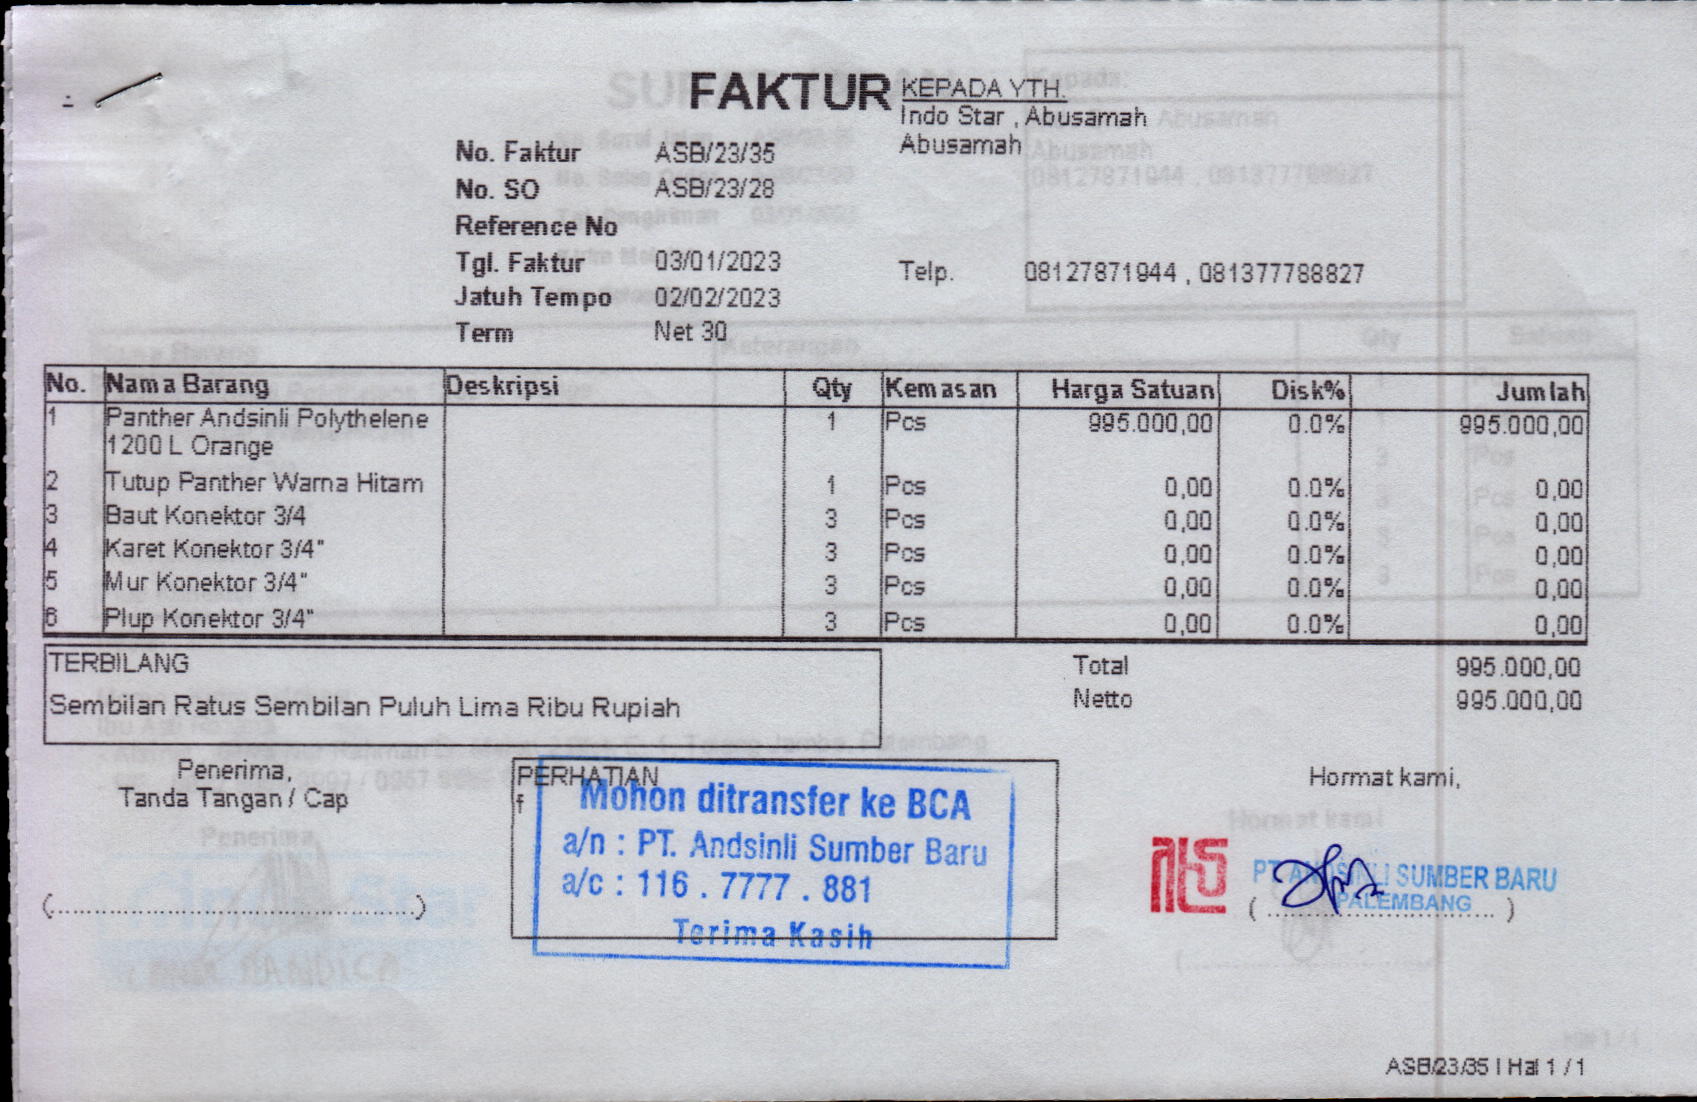 FAKTUR
KEPADA YTH.
Indo Star , Abusamah
Abusamah
No. Faktur ASB/23/35
No. SO ASB/23/28
Reference No
Tgl. Faktur 03/01/2023
Telp. 08127871944 , 081377788827
Jatuh Tempo 02/02/2023
Term Net 30
No. Nama Barang Deskripsi Qty Kemasan Harga Satuan Disk% Jumlah
1 Panther Andsinli Polythelene 1 Pcs 995.000,00 0.0% 995.000,00
1200 L Orange
2 Tutup Panther Warna Hitam 1 Pcs 0,00 0.0% 0,00
3 Baut Konektor 3/4 3 Pcs 0,00 0.0% 0,00
4 Karet Konektor 3/4" 3 Pcs 0,00 0.0% 0,00
5 Mur Konektor 3/4" 3 Pcs 0,00 0.0% 0,00
6 Plup Konektor 3/4" 3 Pcs 0,00 0.0% 0,00
TERBILANG
Sembilan Ratus Sembilan Puluh Lima Ribu Rupiah
Total 995.000,00
Netto 995.000,00
Penerima,
Tanda Tangan / Cap
(........................................)
PERHATIAN
f
Mohon ditransfer ke BCA
a/n : PT. Andsinli Sumber Baru
a/c : 116 . 7777 . 881
Terima Kasih
Hormat kami,
PT ANDSINLI SUMBER BARU
PALEMBANG
( ............................ )
ASB/23/35 | Hal 1 / 1